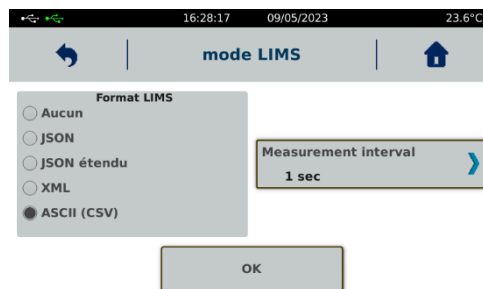 16:28:17 09/05/2023 23.6°C
mode LIMS
Format LIMS
Aucun
JSON
JSON étendu
XML
ASCII (CSV)
Measurement interval
1 sec
OK